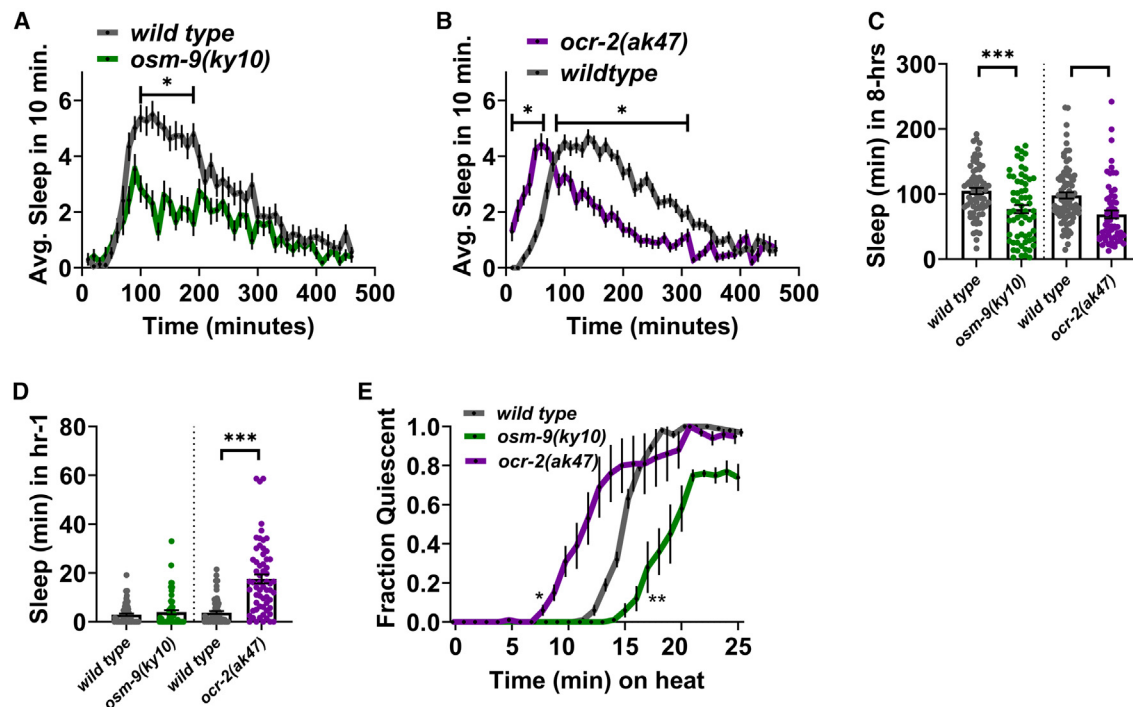 A
wild type
osm-9(ky10)
*
Avg. Sleep in 10 min.
6
4
2
0
0 100 200 300 400 500
Time (minutes)
B
ocr-2(ak47)
wildtype
* *
Avg. Sleep in 10 min.
6
4
2
0
0 100 200 300 400 500
Time (minutes)
C
***
Sleep (min) in 8-hrs
300
200
100
0
wild type
osm-9(ky10)
wild type
ocr-2(ak47)
D
***
Sleep (min) in hr-1
80
60
40
20
0
wild type
osm-9(ky10)
wild type
ocr-2(ak47)
E
wild type
osm-9(ky10)
ocr-2(ak47)
Fraction Quiescent
1.0
0.8
0.6
0.4
0.2
0.0
* **
0 5 10 15 20 25
Time (min) on heat